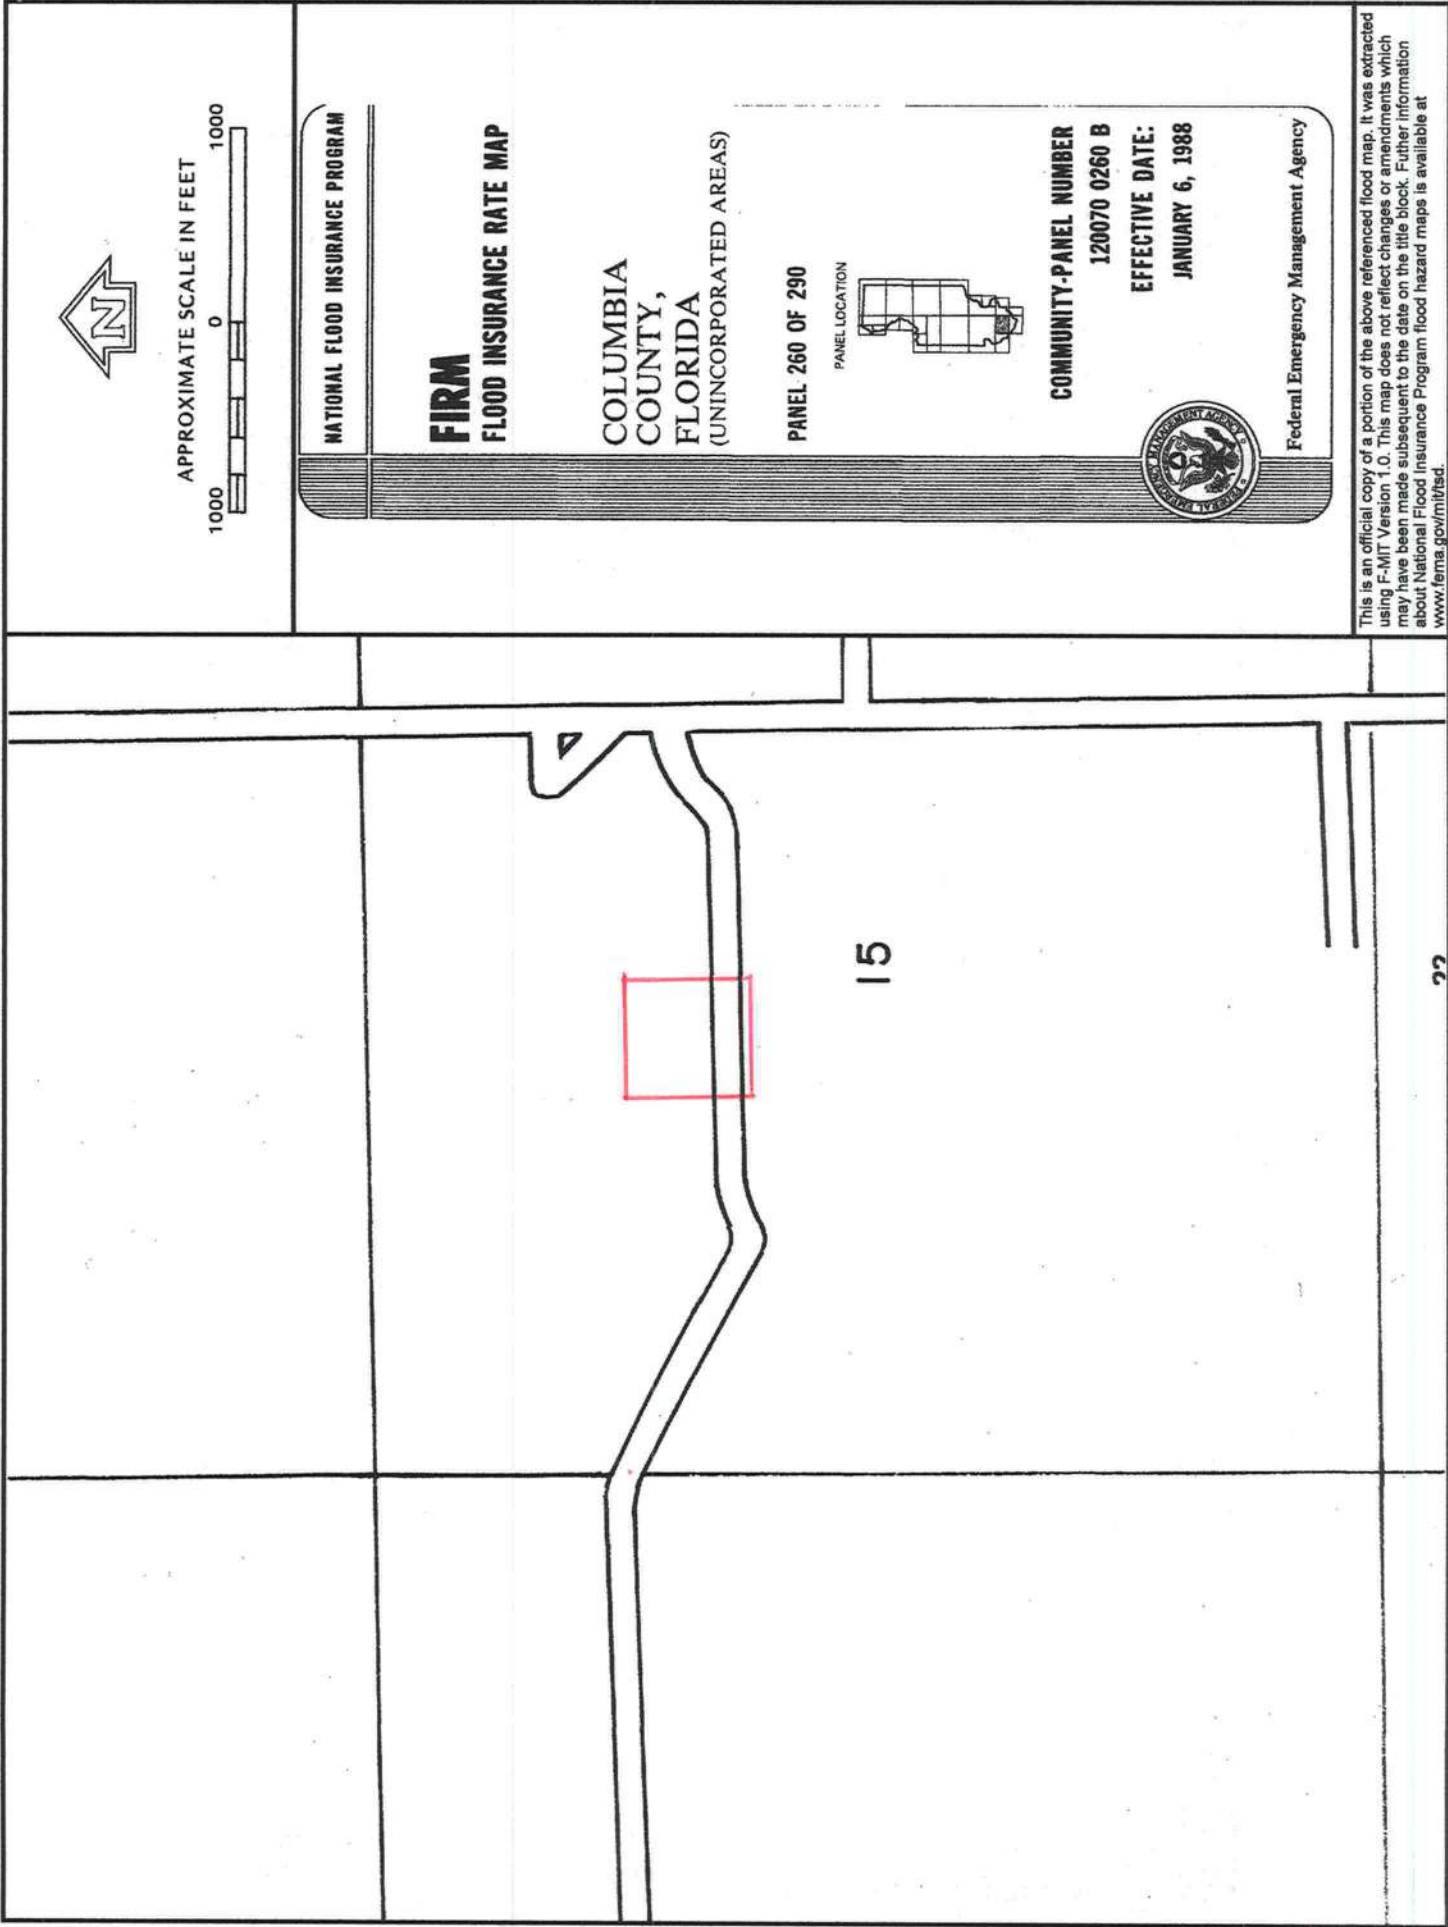 APPROXIMATE SCALE IN FEET
1000 0 1000
NATIONAL FLOOD INSURANCE PROGRAM
FIRM
FLOOD INSURANCE RATE MAP
COLUMBIA
COUNTY,
FLORIDA
(UNINCORPORATED AREAS)
PANEL 260 OF 290
PANEL LOCATION
COMMUNITY-PANEL NUMBER
120070 0260 B
EFFECTIVE DATE:
JANUARY 6, 1988
FEDERAL EMERGENCY MANAGEMENT AGENCY
Federal Emergency Management Agency
This is an official copy of a portion of the above referenced flood map. It was extracted
using F-MIT Version 1.0. This map does not reflect changes or amendments which
may have been made subsequent to the date on the title block. Futher information
about National Flood Insurance Program flood hazard maps is available at
www.fema.gov/mit/tsd.
N
15
22